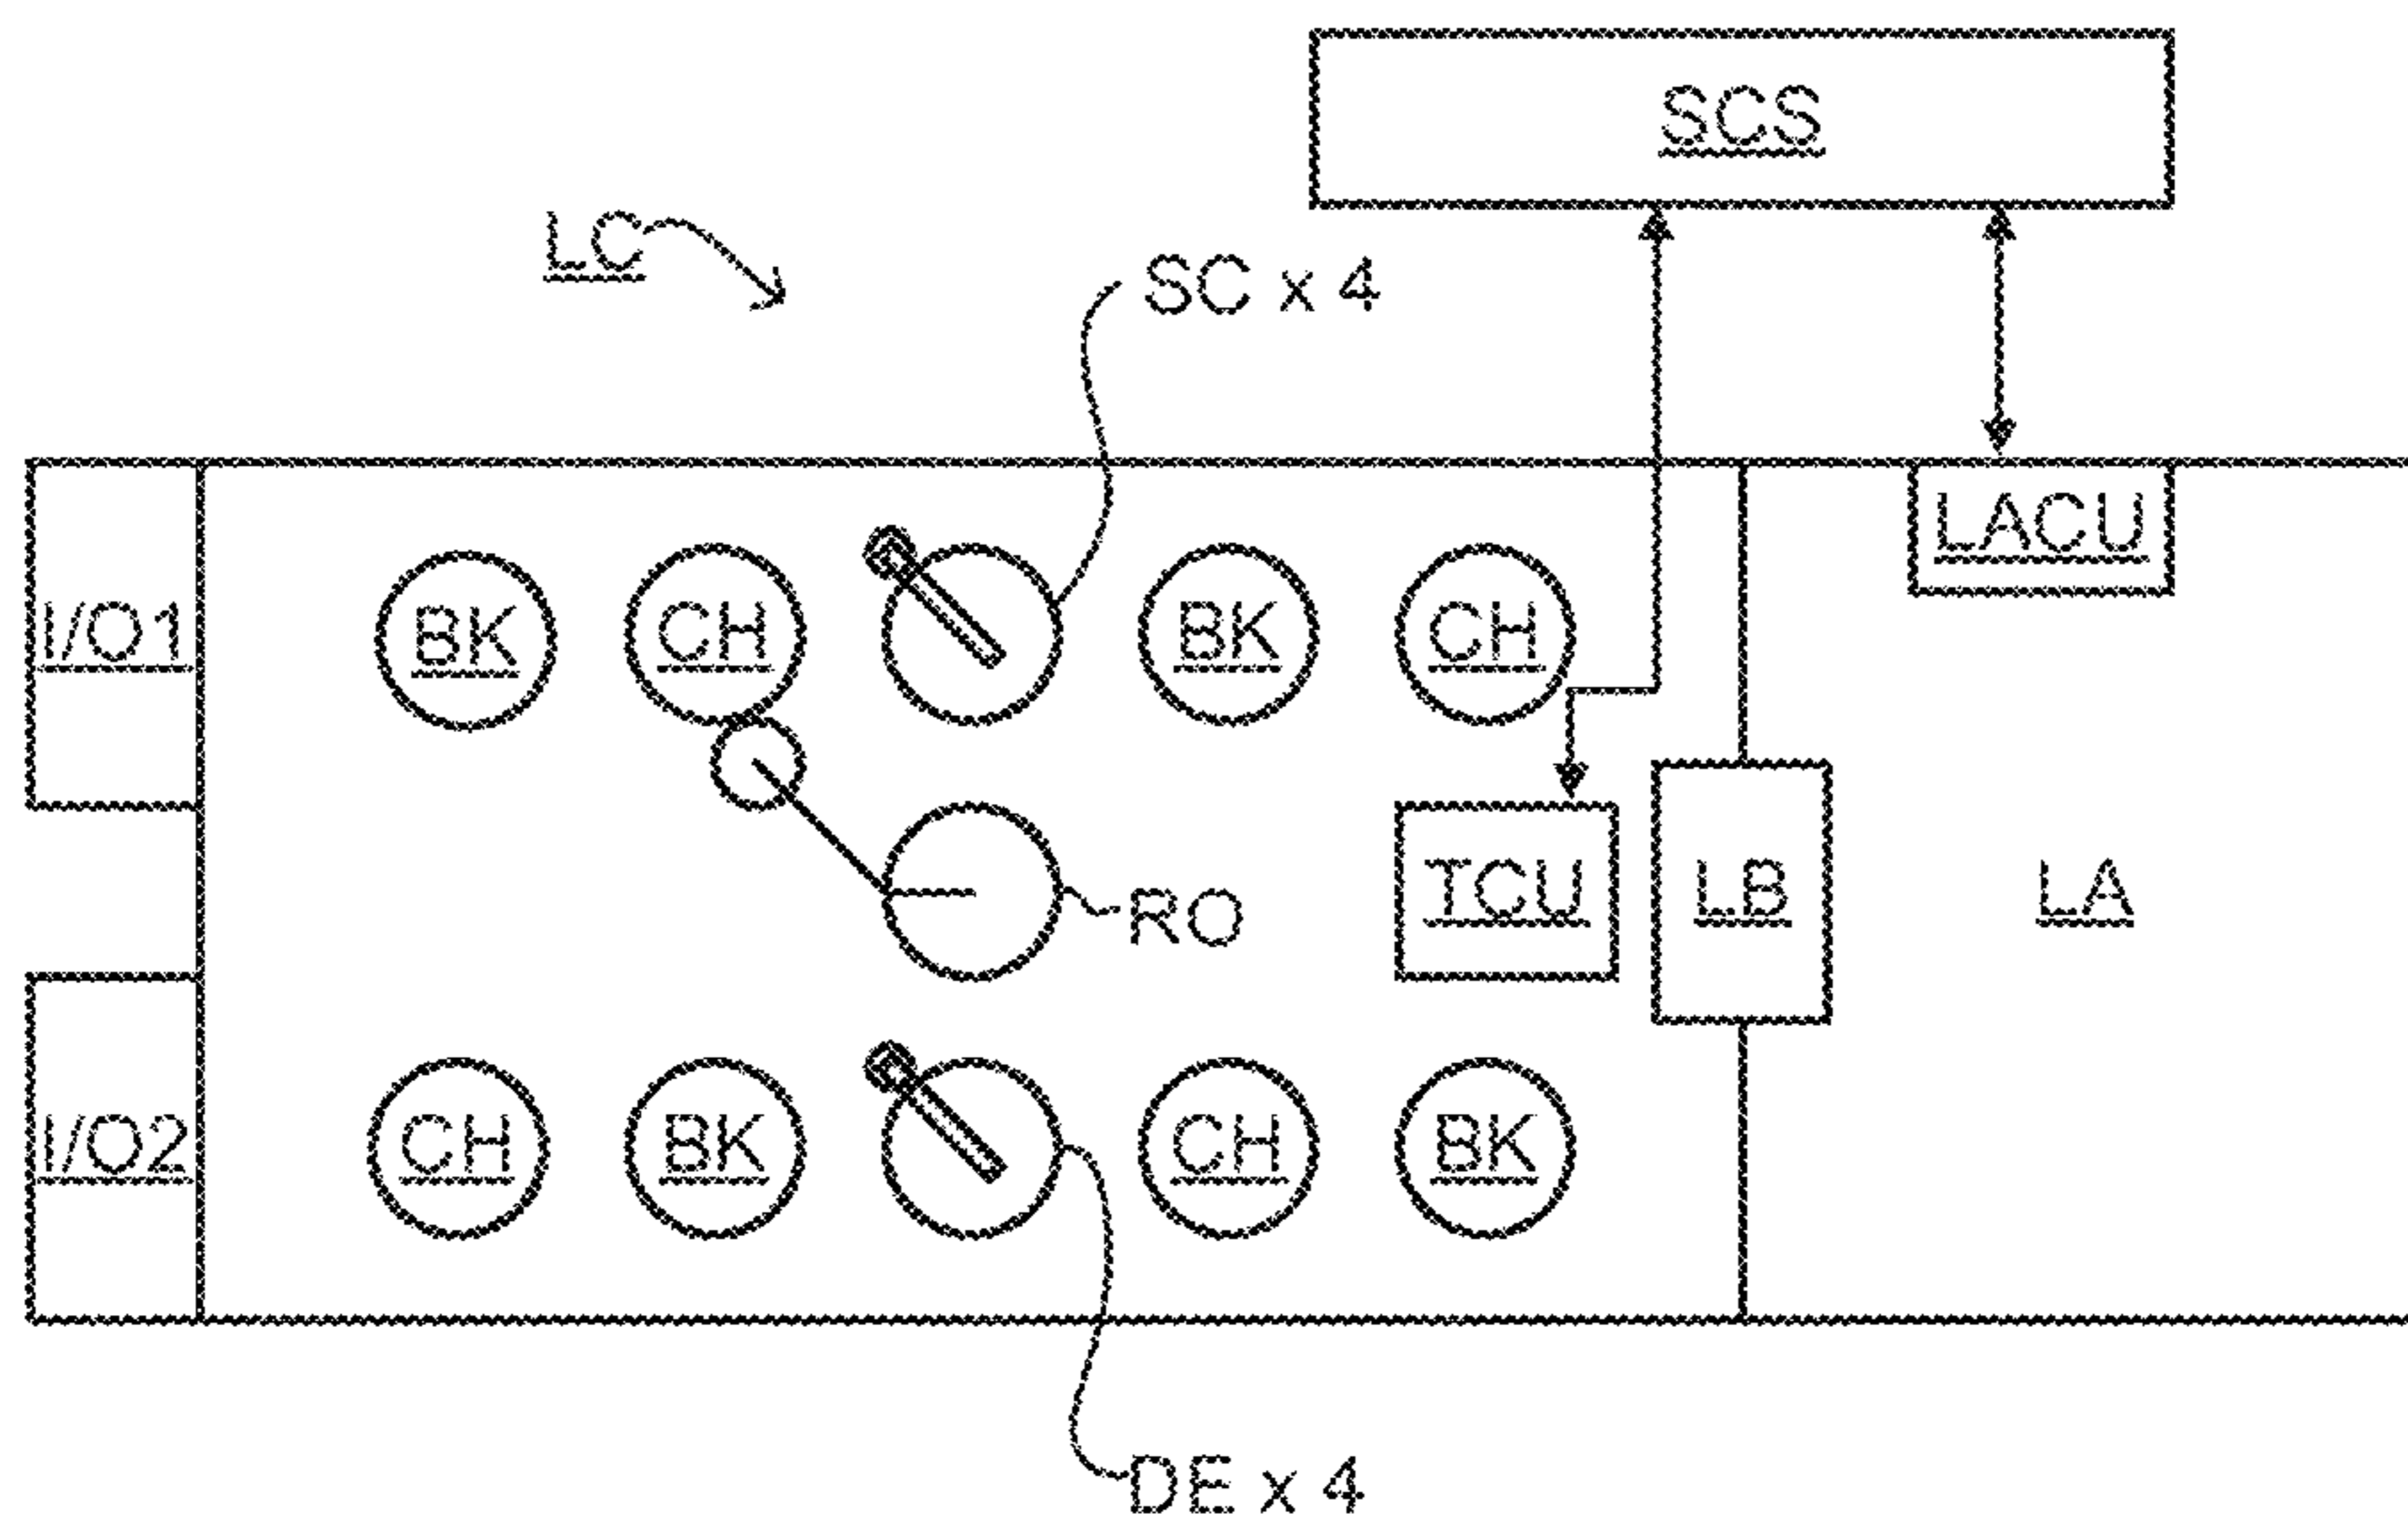 SCS
LC
SC x 4
LACU
I/O1
BK
CH
BK
CH
RO
TCU
LB
LA
I/O2
CH
BK
CH
BK
DE x 4